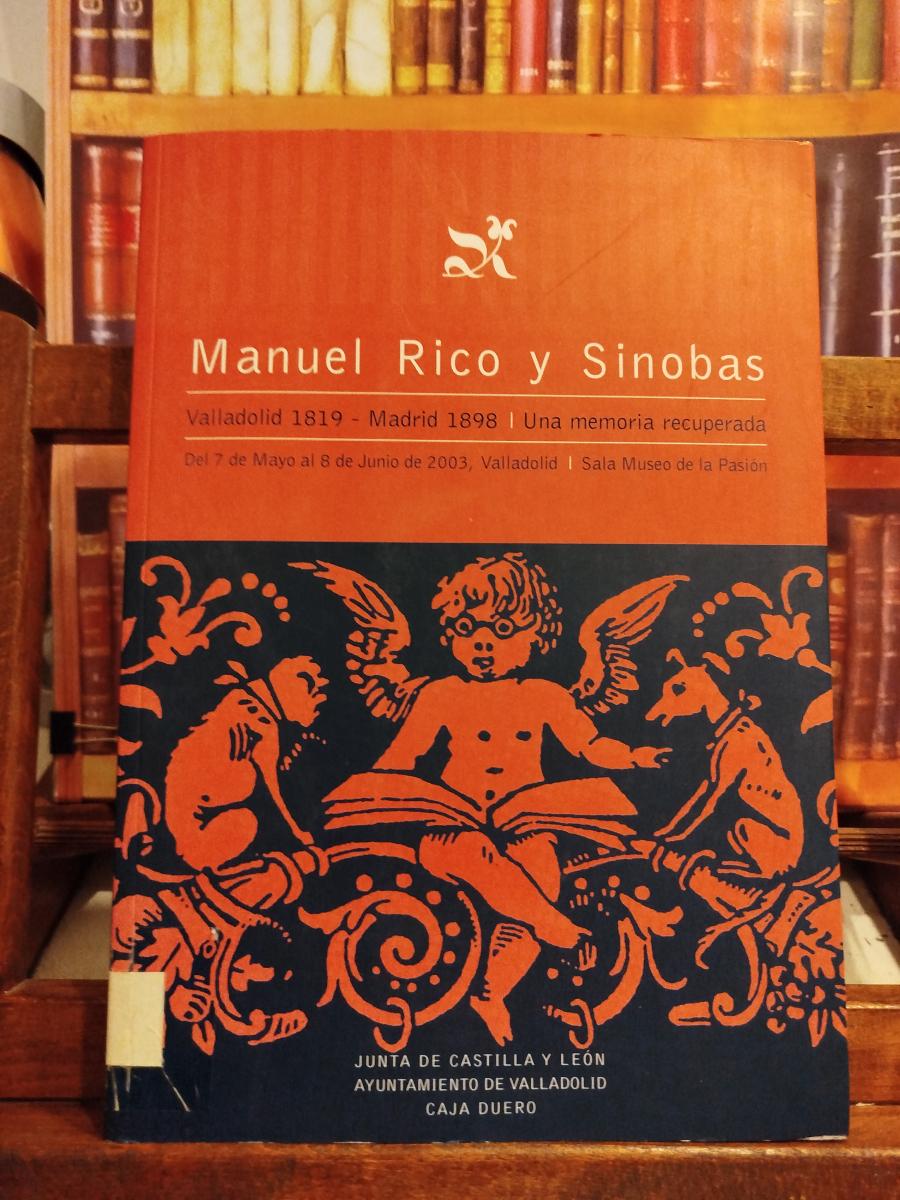 Manuel Rico y Sinobas
Valladolid 1819 - Madrid 1898 | Una memoria recuperada
Del 7 de Mayo al 8 de Junio de 2003, Valladolid | Sala Museo de la Pasión
JUNTA DE CASTILLA Y LEÓN
AYUNTAMIENTO DE VALLADOLID
CAJA DUERO